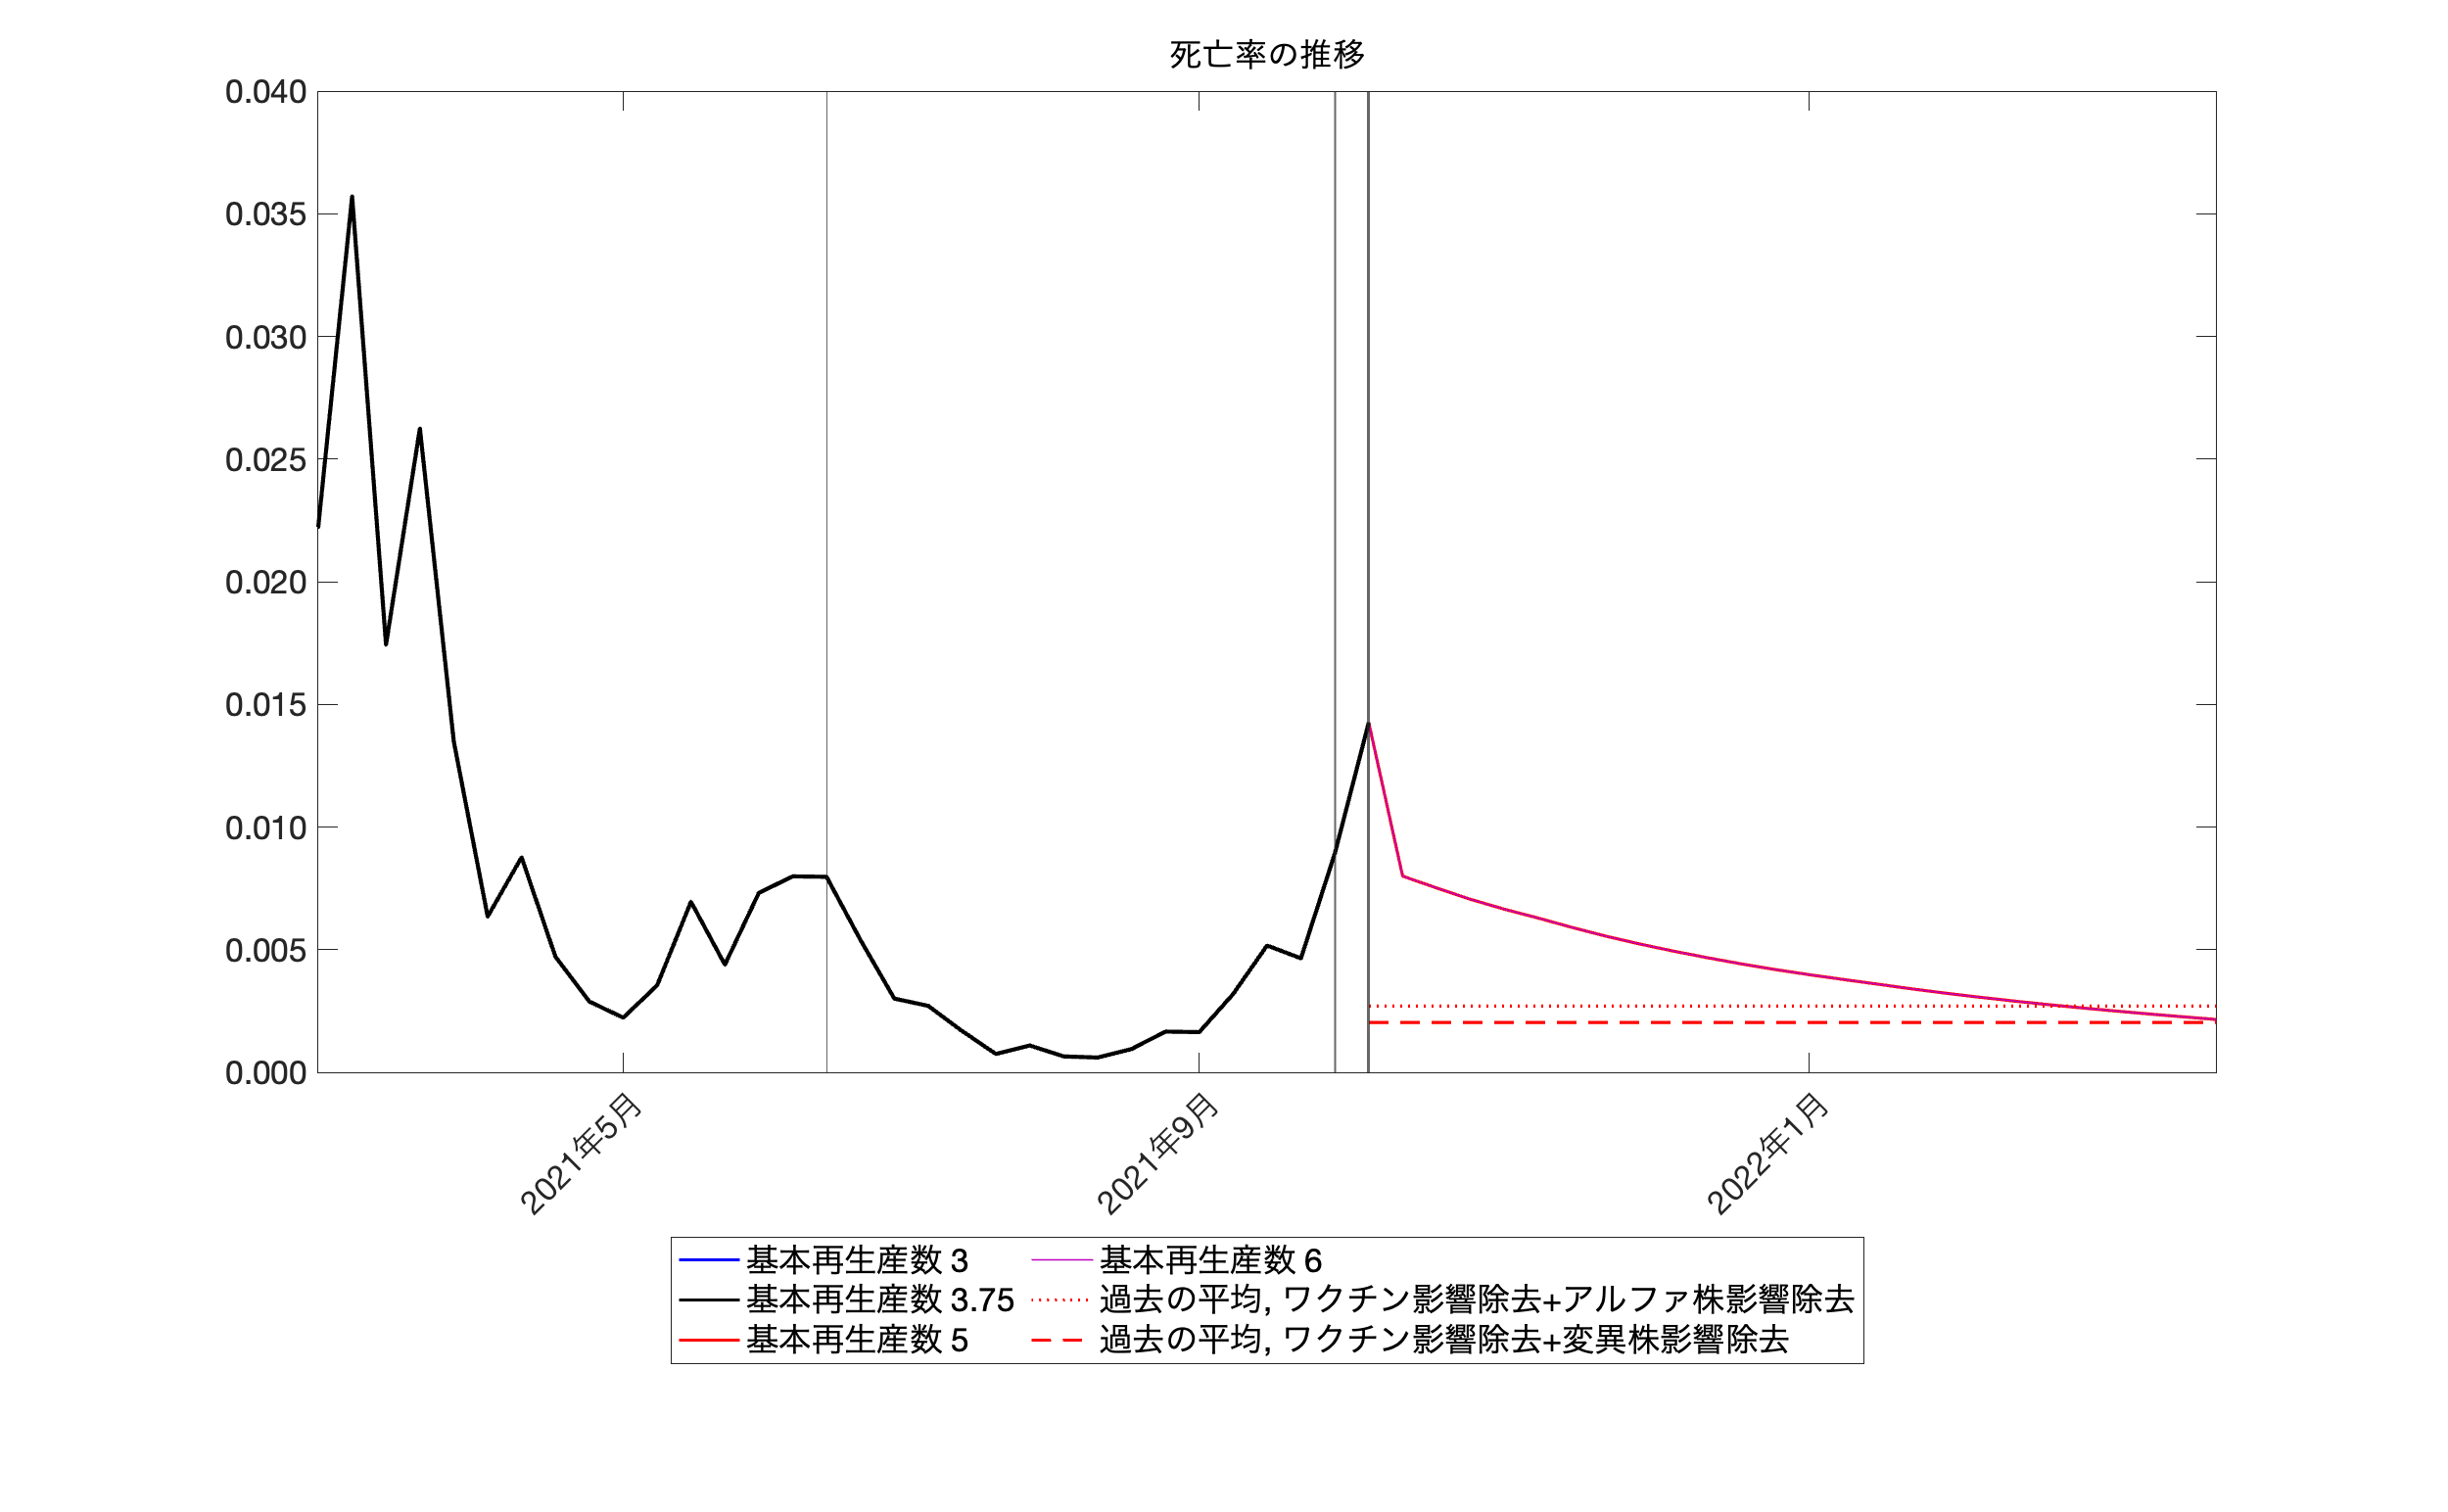 死亡率の推移
0.040
0.035
0.030
0.025
0.020
0.015
0.010
0.005
0.000
2021年5月
2021年9月
2022年1月
基本再生産数 3
基本再生産数 3.75
基本再生産数 5
基本再生産数 6
過去の平均, ワクチン影響除去+アルファ株影響除去
過去の平均, ワクチン影響除去+変異株影響除去